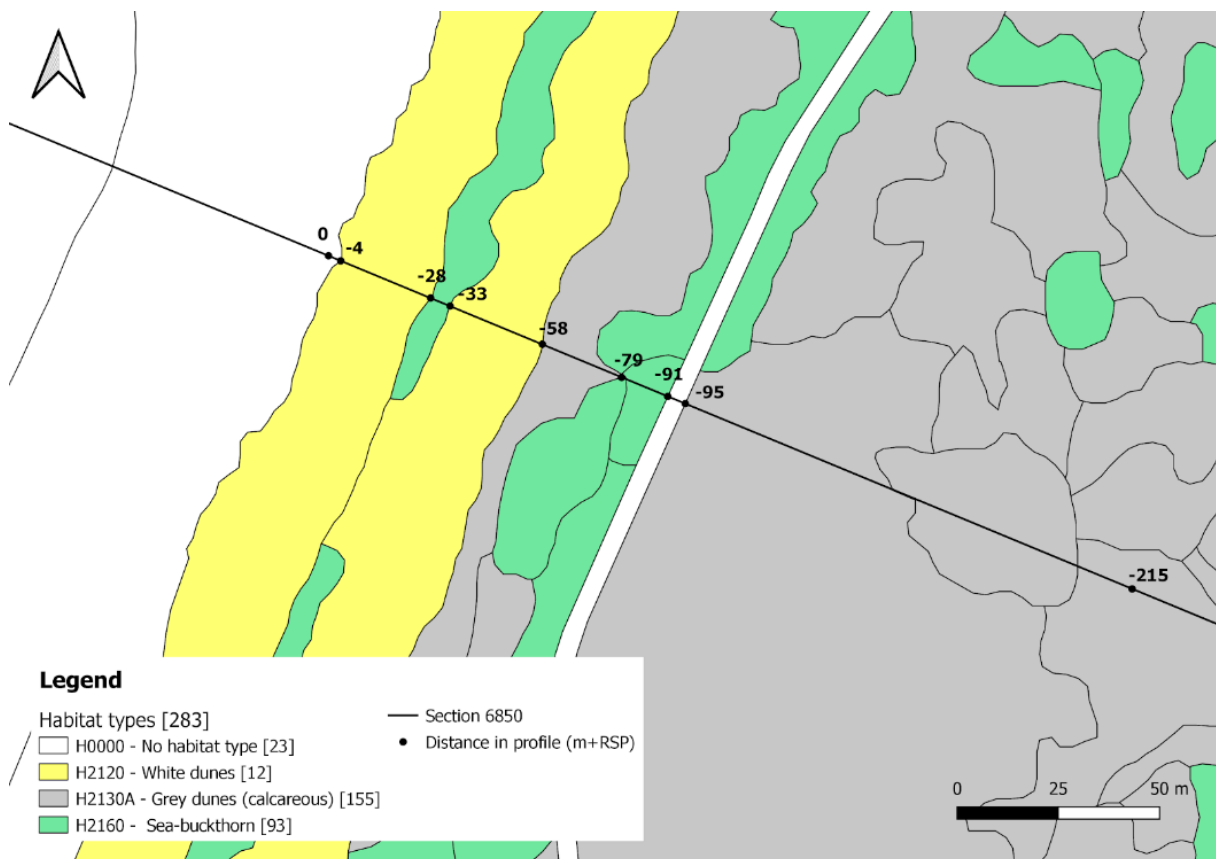 0
-4
-28
-33
-58
-79
-91
-95
-215
Legend
Habitat types [283]
H0000 - No habitat type [23]
H2120 - White dunes [12]
H2130A - Grey dunes (calcareous) [155]
H2160 - Sea-buckthorn [93]
Section 6850
Distance in profile (m+RSP)
0 25 50 m